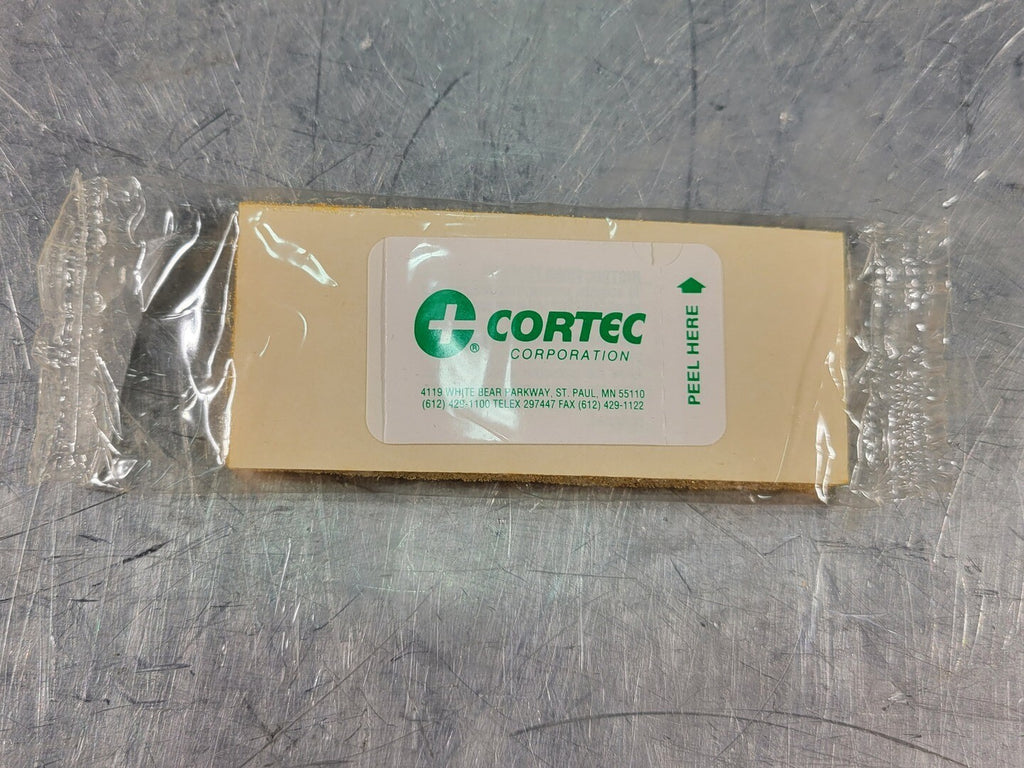 CORTEC
®
CORPORATION
4119 WHITE BEAR PARKWAY, ST. PAUL, MN 55110
(612) 429-1100 TELEX 297447 FAX (612) 429-1122
PEEL HERE